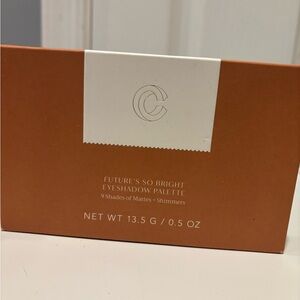 FUTURE'S SO BRIGHT
EYESHADOW PALETTE
9 Shades of Mattes + Shimmers
NET WT 13.5 G / 0.5 OZ